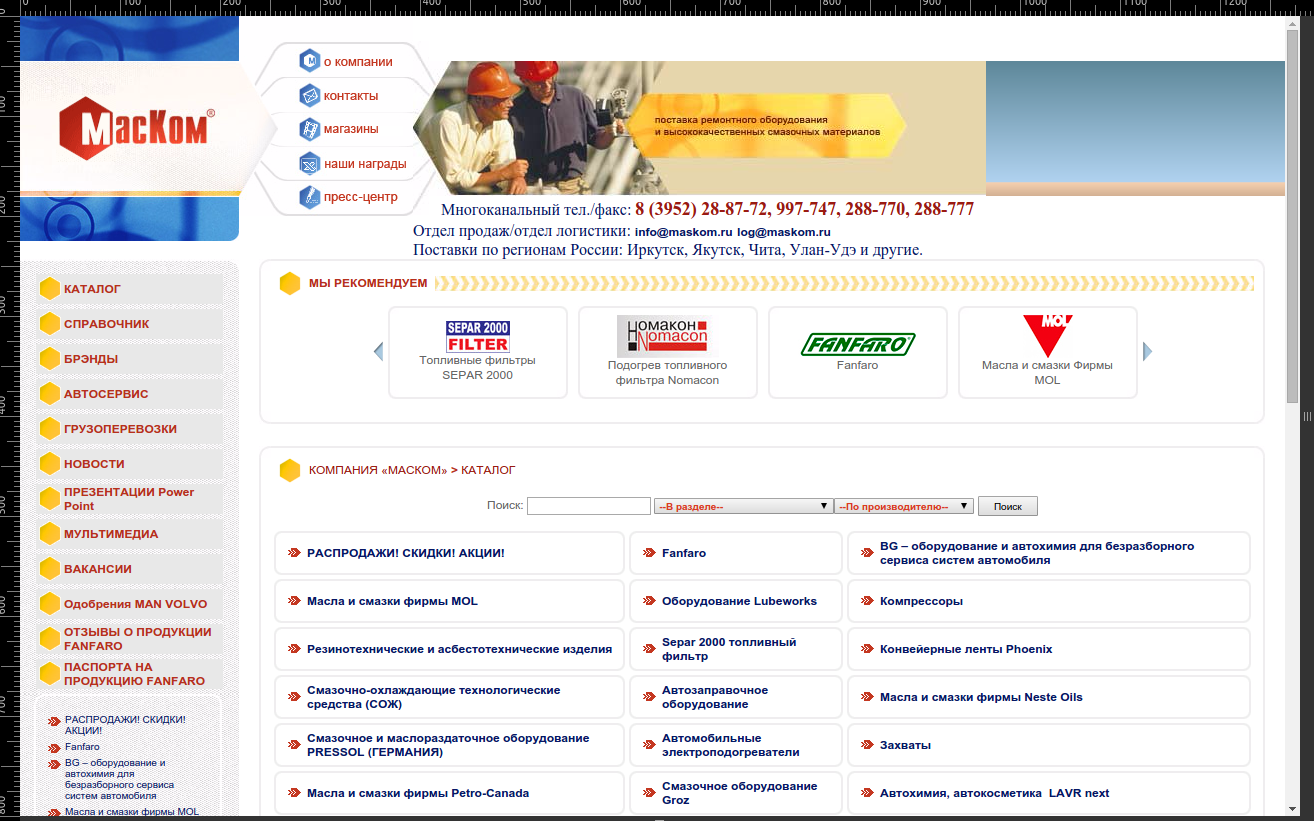 МасКом®
о компании
контакты
магазины
наши награды
пресс-центр
поставка ремонтного оборудования
и высококачественных смазочных материалов
Многоканальный тел./факс: 8 (3952) 28-87-72, 997-747, 288-770, 288-777
Отдел продаж/отдел логистики: info@maskom.ru log@maskom.ru
Поставки по регионам России: Иркутск, Якутск, Чита, Улан-Удэ и другие.
КАТАЛОГ
СПРАВОЧНИК
БРЭНДЫ
АВТОСЕРВИС
ГРУЗОПЕРЕВОЗКИ
НОВОСТИ
ПРЕЗЕНТАЦИИ Power
Point
МУЛЬТИМЕДИА
ВАКАНСИИ
Одобрения MAN VOLVO
ОТЗЫВЫ О ПРОДУКЦИИ
FANFARO
ПАСПОРТА НА
ПРОДУКЦИЮ FANFARO
РАСПРОДАЖИ! СКИДКИ!
АКЦИИ!
Fanfaro
BG – оборудование и
автохимия для
безразборного сервиса
систем автомобиля
Масла и смазки фирмы MOL
МЫ РЕКОМЕНДУЕМ
SEPAR 2000
FILTER
Топливные фильтры
SEPAR 2000
Номакон
Nomacon
Подогрев топливного
фильтра Nomacon
FANFARO
Fanfaro
MOL
Масла и смазки Фирмы
MOL
КОМПАНИЯ «МАСКОМ» > КАТАЛОГ
Поиск: --В разделе-- --По производителю-- Поиск
РАСПРОДАЖИ! СКИДКИ! АКЦИИ!
Fanfaro
BG – оборудование и автохимия для безразборного
сервиса систем автомобиля
Масла и смазки фирмы MOL
Оборудование Lubeworks
Компрессоры
Резинотехнические и асбестотехнические изделия
Separ 2000 топливный
фильтр
Конвейерные ленты Phoenix
Смазочно-охлаждающие технологические
средства (СОЖ)
Автозаправочное
оборудование
Масла и смазки фирмы Neste Oils
Смазочное и маслораздаточное оборудование
PRESSOL (ГЕРМАНИЯ)
Автомобильные
электроподогреватели
Захваты
Масла и смазки фирмы Petro-Canada
Смазочное оборудование
Groz
Автохимия, автокосметика  LAVR next